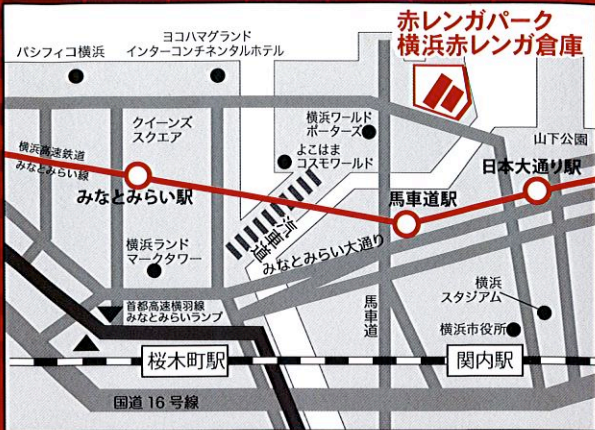 赤レンガパーク
横浜赤レンガ倉庫
ヨコハマグランド
インターコンチネンタルホテル
パシフィコ横浜
クイーンズ
スクエア
横浜ワールド
ポーターズ
よこはま
コスモワールド
山下公園
横浜高速鉄道
みなとみらい線
みなとみらい駅
馬車道駅
日本大通り駅
汽車道
みなとみらい大通り
横浜ランド
マークタワー
首都高速横羽線
みなとみらいランプ
馬車道
横浜
スタジアム
横浜市役所
桜木町駅
関内駅
国道16号線